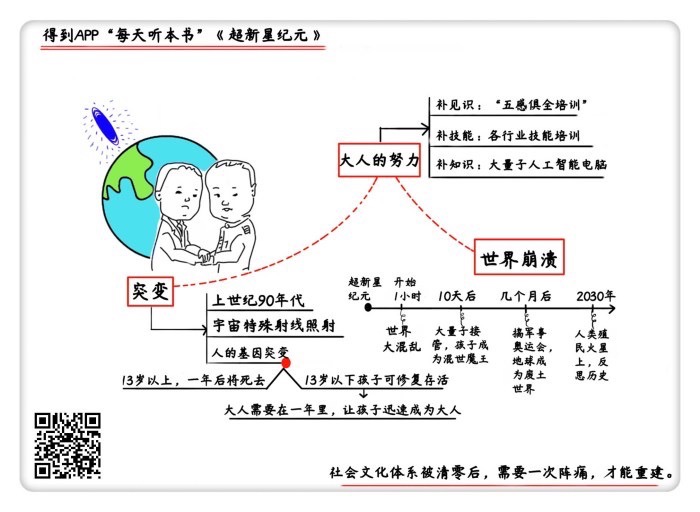 得到APP“每天听本书”《超新星纪元》
大人的努力
补见识：“五感俱全培训”
补技能：各行业技能培训
补知识：大量子人工智能电脑
突变
上世纪90年代
宇宙特殊射线照射
人的基因突变
13岁以上，一年后将死去
13岁以下孩子可修复存活
大人需要在一年里，让孩子迅速成为大人
世界崩溃
超新星
纪元
开始
1小时
世界
大混乱
10天后
大量子接
管，孩子成
为混世魔王
几个月后
搞军事
奥运会，
地球成
为废土
世界
2030年
人类殖
民火星
上，反
思历史
社会文化体系被清零后，需要一次阵痛，才能重建。